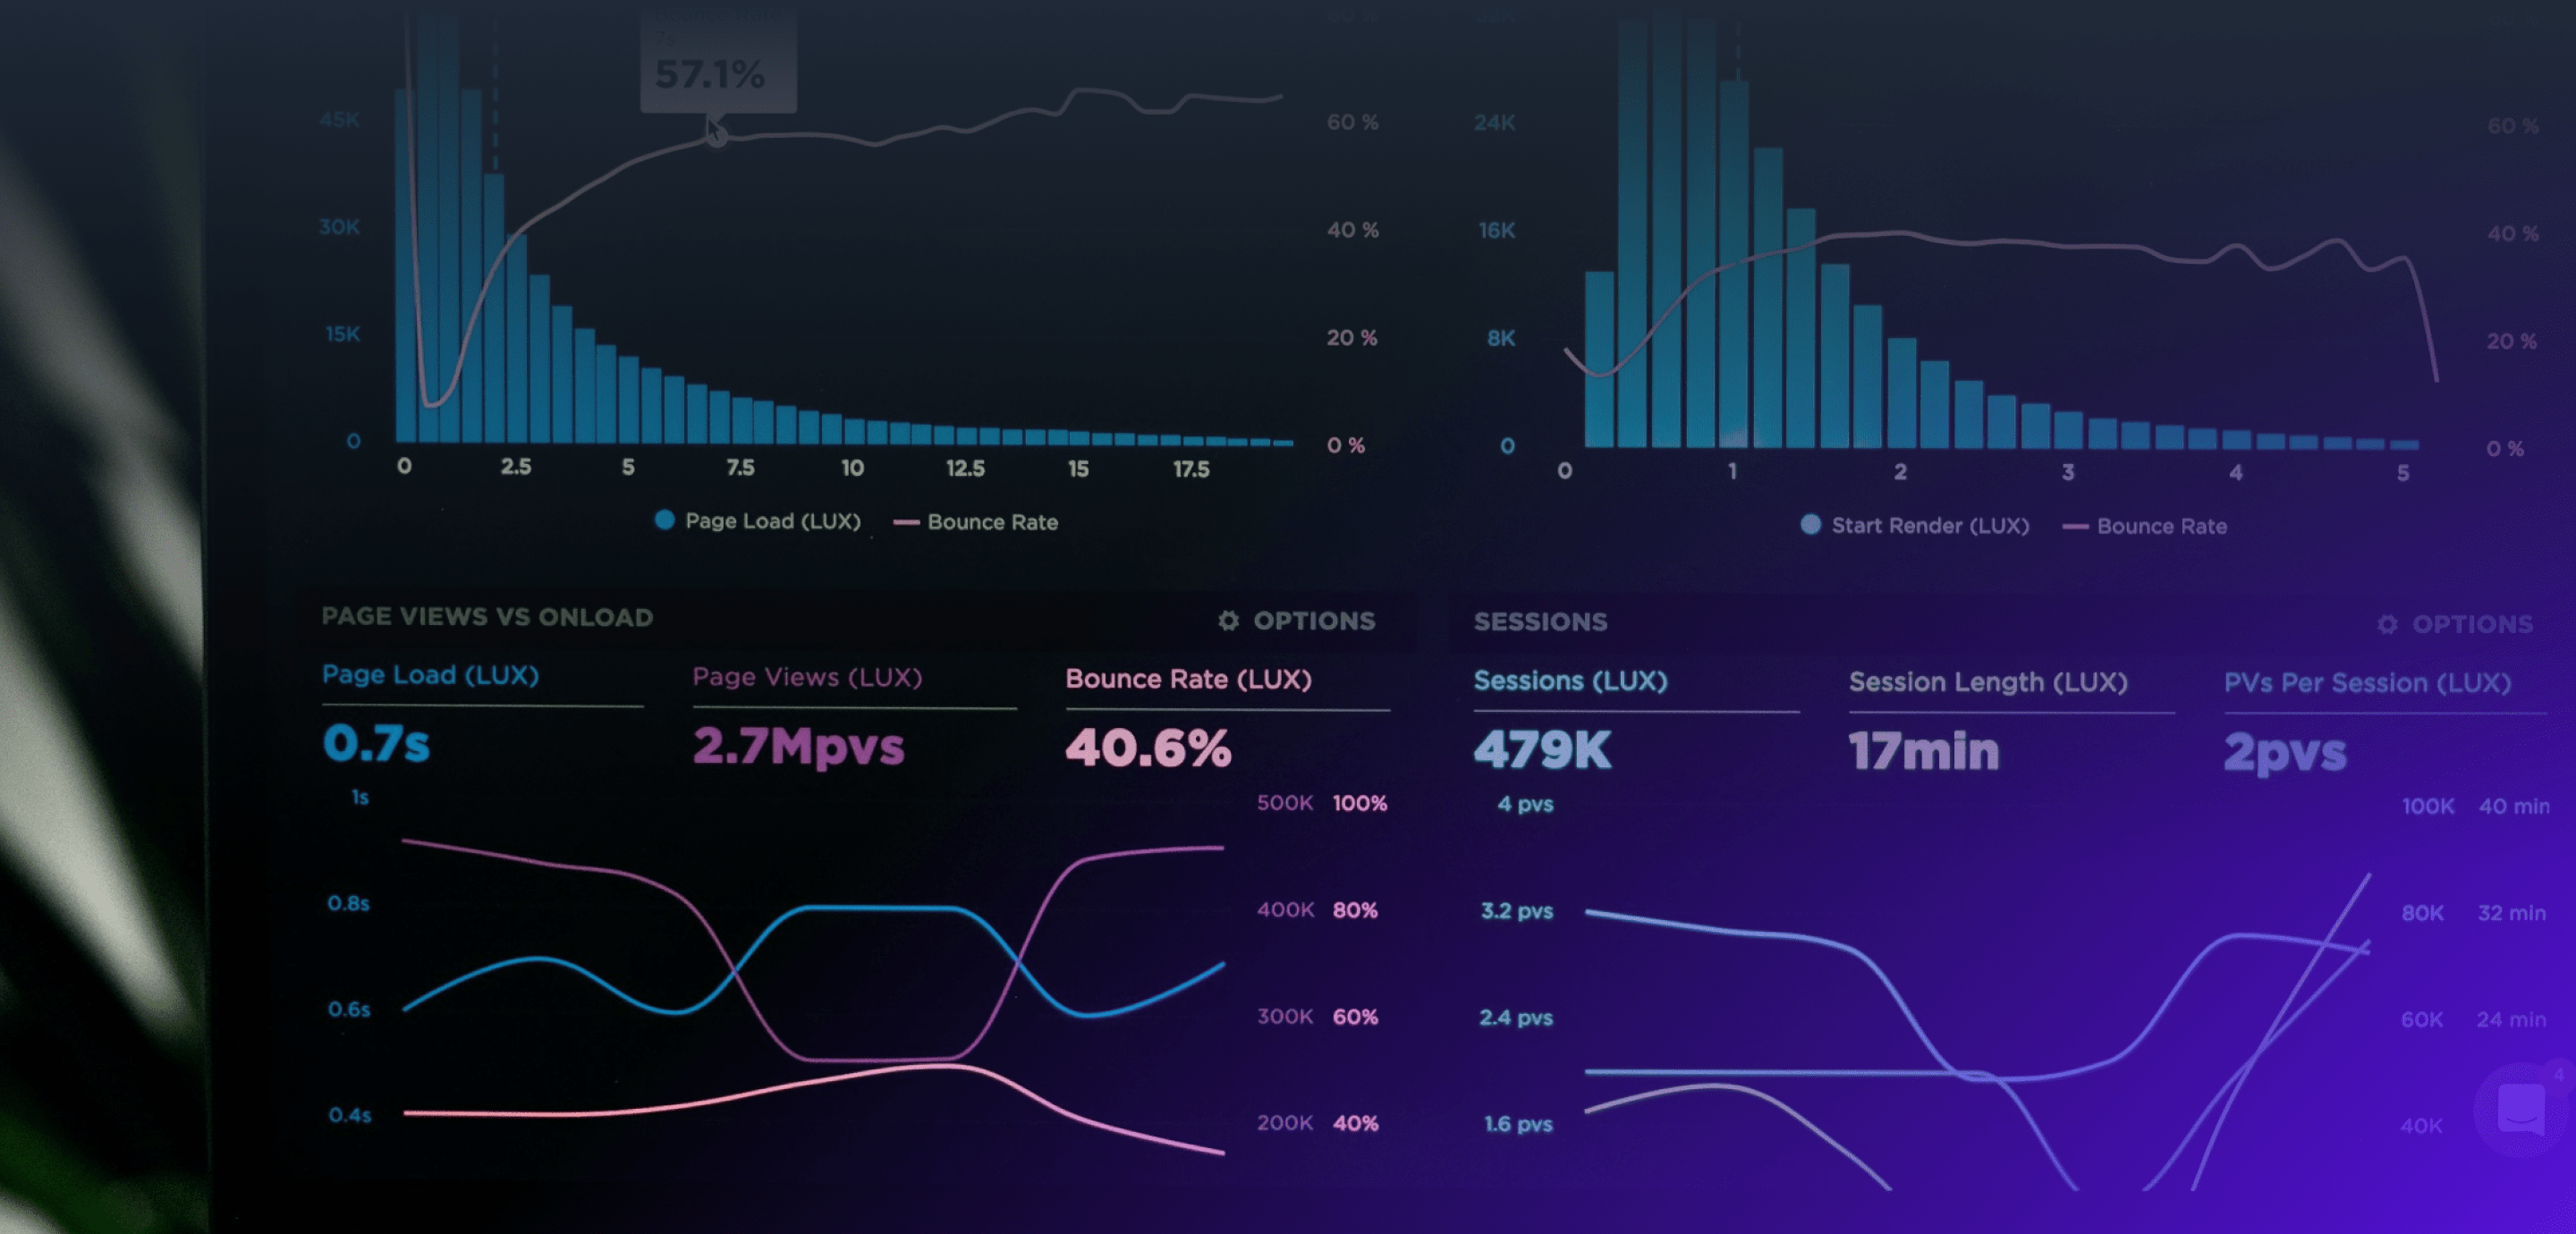 57.1%
45K
30K
15K
0
60 %
40 %
20 %
0 %
0 2.5 5 7.5 10 12.5 15 17.5
Page Load (LUX) Bounce Rate
24K
16K
8K
0
60 %
40 %
20 %
0 %
0 1 2 3 4 5
Start Render (LUX) Bounce Rate
PAGE VIEWS VS ONLOAD OPTIONS
Page Load (LUX) Page Views (LUX) Bounce Rate (LUX)
0.7s 2.7Mpvs 40.6%
1s 500K 100%
0.8s 400K 80%
0.6s 300K 60%
0.4s 200K 40%
SESSIONS OPTIONS
Sessions (LUX) Session Length (LUX) PVs Per Session (LUX)
479K 17min 2pvs
4 pvs 100K 40 min
3.2 pvs 80K 32 min
2.4 pvs 60K 24 min
1.6 pvs 40K
4